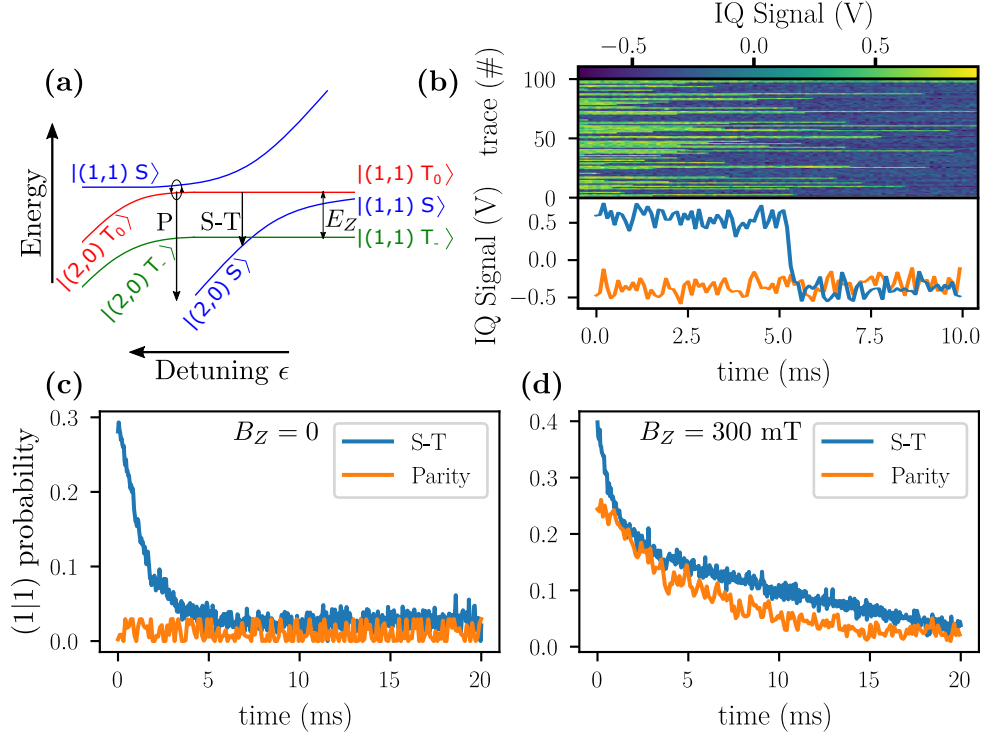 (a)
Energy
|(1,1) S⟩
|(2,0) T₀⟩
|(2,0) T₋⟩
|(2,0) S⟩
P
S-T
E_Z
|(1,1) T₀⟩
|(1,1) S⟩
|(1,1) T₋⟩
Detuning ϵ
(b)
IQ Signal (V)
−0.5 0.0 0.5
trace (#)
100
50
0
IQ Signal (V)
0.5
0.0
−0.5
0.0 2.5 5.0 7.5 10.0
time (ms)
(c)
(1|1) probability
0.3
0.2
0.1
0.0
B_Z = 0
S-T
Parity
0 5 10 15 20
time (ms)
(d)
0.4
0.3
0.2
0.1
0.0
B_Z = 300 mT
S-T
Parity
0 5 10 15 20
time (ms)